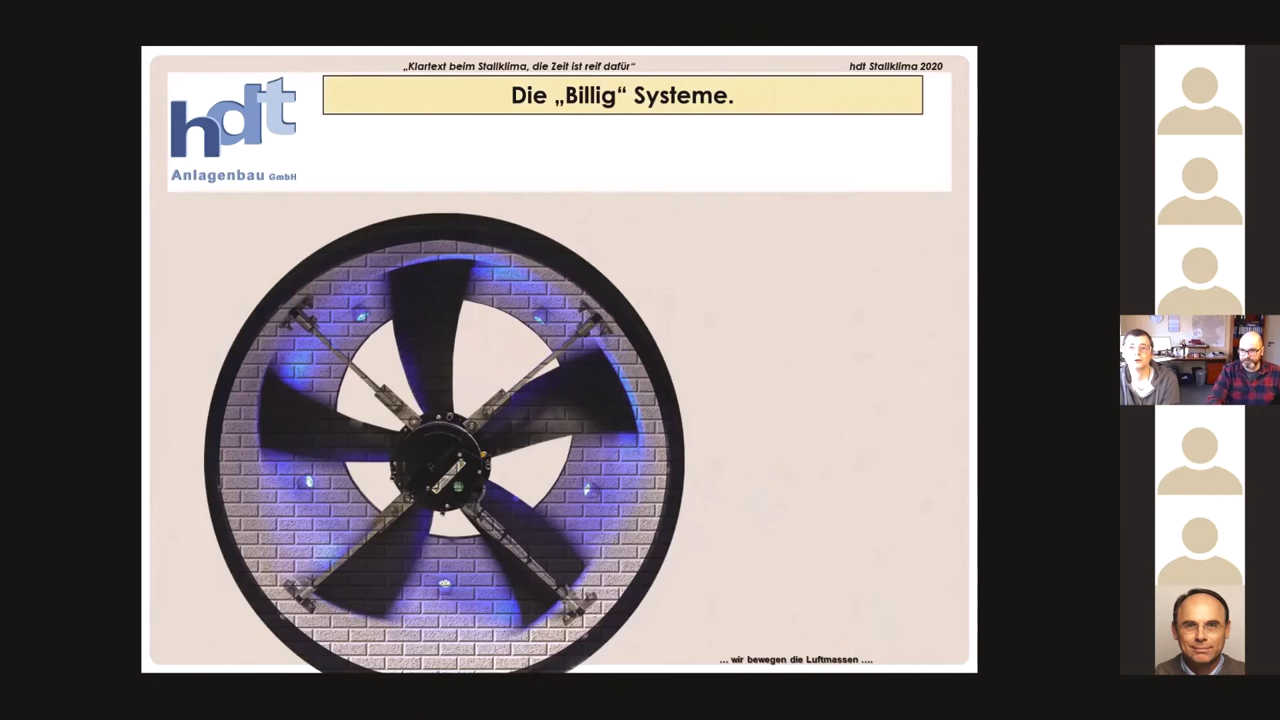 „Klartext beim Stallklima, die Zeit ist reif dafür“
hdt Stallklima 2020
Die „Billig“ Systeme.
hdt
Anlagenbau GmbH
... wir bewegen die Luftmassen ....